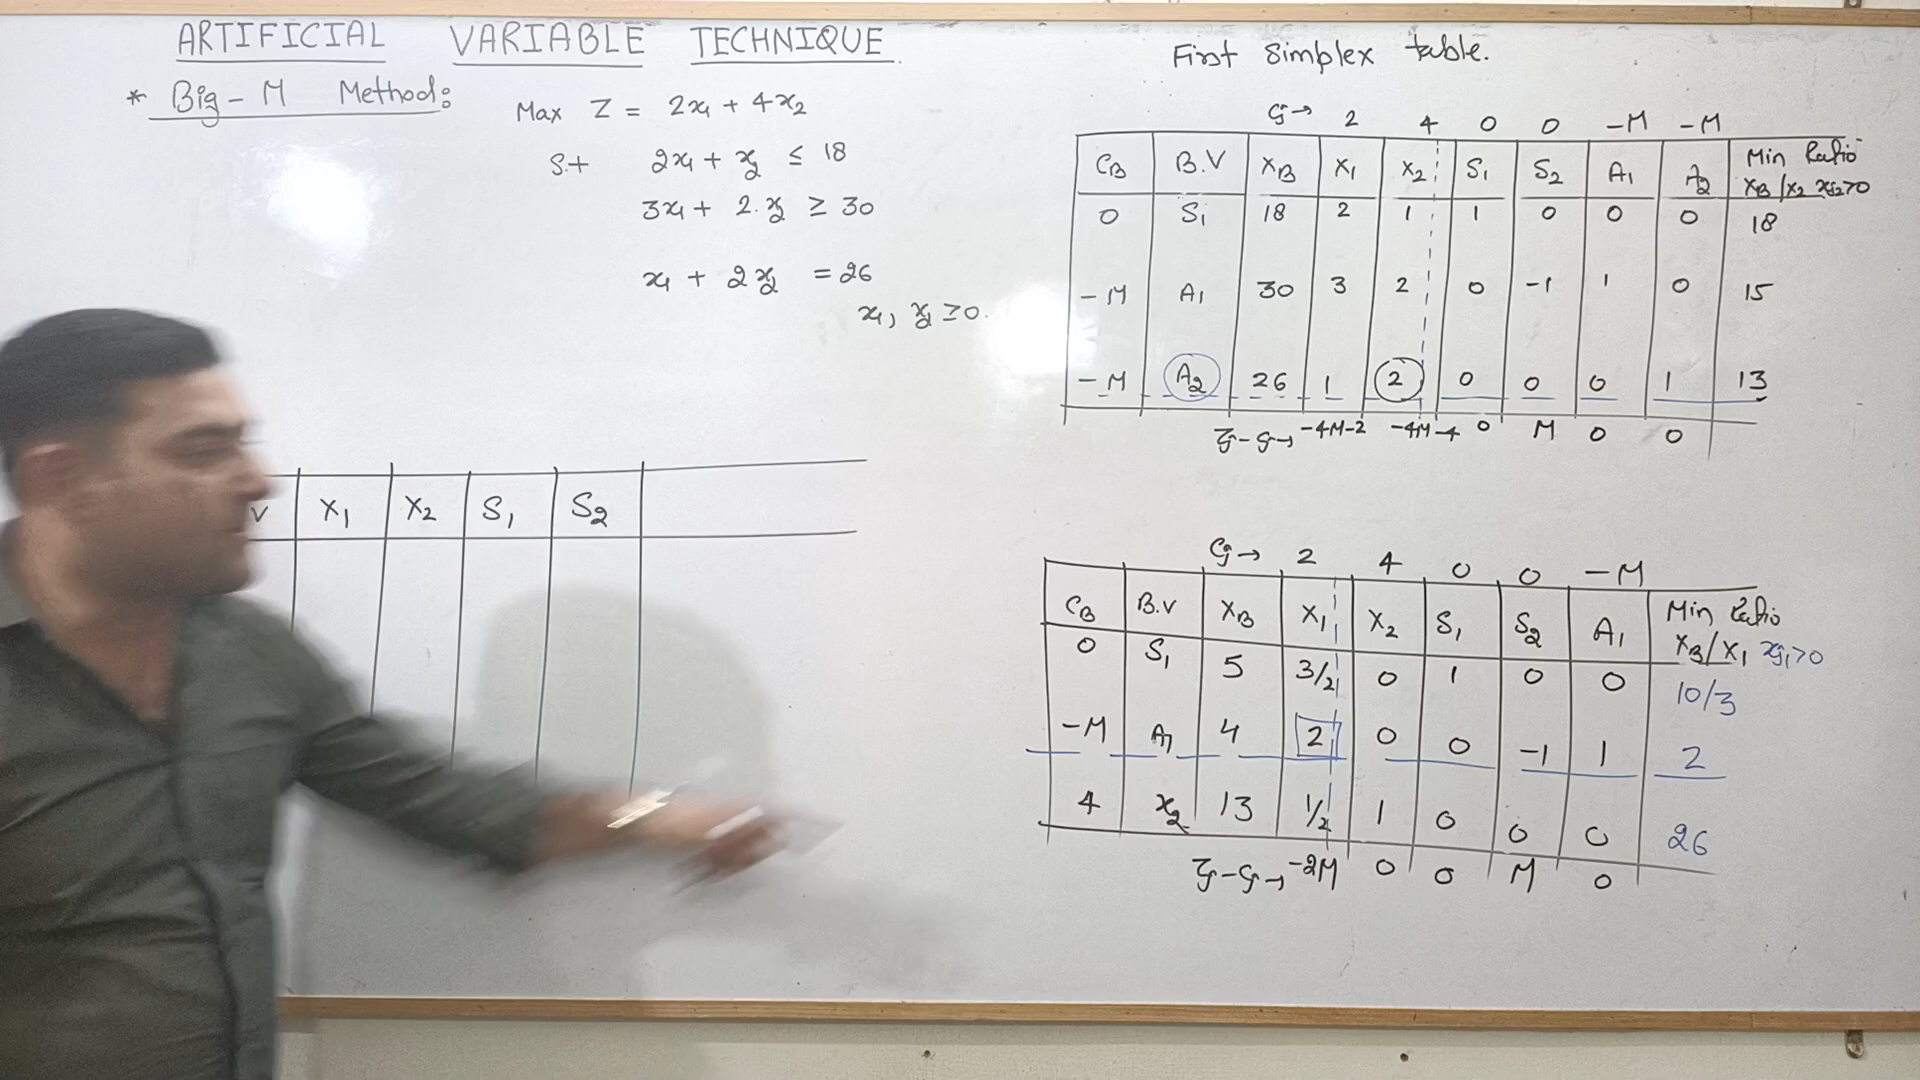 ARTIFICIAL VARIABLE TECHNIQUE.
* Big-M Method:
Max Z = 2x1 + 4x2
S.t 2x1 + x2 ≤ 18
3x1 + 2.x2 ≥ 30
x1 + 2x2 = 26
x1, x2 ≥ 0.
V X1 X2 S1 S2
First Simplex table.
Cj→ 2 4 0 0 -M -M
CB B.V XB X1 X2 S1 S2 A1 A2 Min Ratio
XB/X2 xj2>0
0 S1 18 2 1 1 0 0 0 18
-M A1 30 3 2 0 -1 1 0 15
-M A2 26 1 2 0 0 0 1 13
Zj-Cj→ -4M-2 -4M-4 0 M 0 0
Cj→ 2 4 0 0 -M
CB B.V XB X1 X2 S1 S2 A1 Min Ratio
XB/X1 xj1>0
0 S1 5 3/2 0 1 0 0 10/3
-M A1 4 2 0 0 -1 1 2
4 x2 13 1/2 1 0 0 0 26
Zj-Cj→ -2M 0 0 M 0